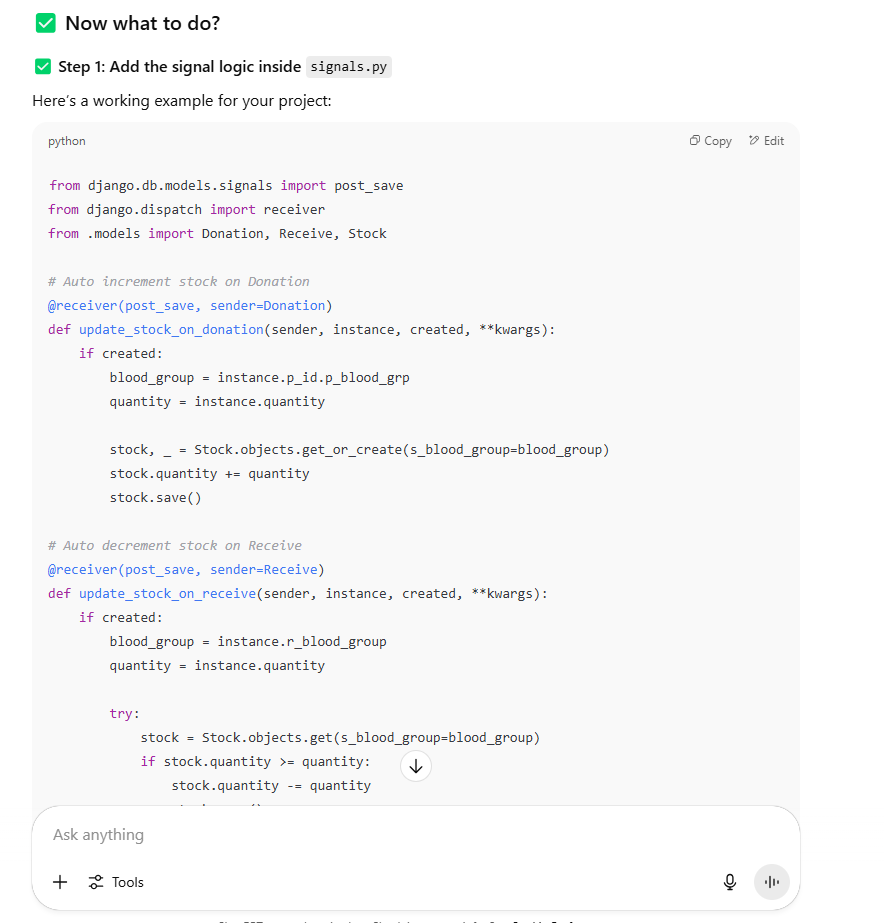 Now what to do?
Step 1: Add the signal logic inside signals.py
Here's a working example for your project:
python
Copy
Edit
from django.db.models.signals import post_save
from django.dispatch import receiver
from .models import Donation, Receive, Stock
# Auto increment stock on Donation
@receiver(post_save, sender=Donation)
def update_stock_on_donation(sender, instance, created, **kwargs):
    if created:
        blood_group = instance.p_id.p_blood_grp
        quantity = instance.quantity
        stock, _ = Stock.objects.get_or_create(s_blood_group=blood_group)
        stock.quantity += quantity
        stock.save()
# Auto decrement stock on Receive
@receiver(post_save, sender=Receive)
def update_stock_on_receive(sender, instance, created, **kwargs):
    if created:
        blood_group = instance.r_blood_group
        quantity = instance.quantity
        try:
            stock = Stock.objects.get(s_blood_group=blood_group)
            if stock.quantity >= quantity:
                stock.quantity -= quantity
Ask anything
Tools